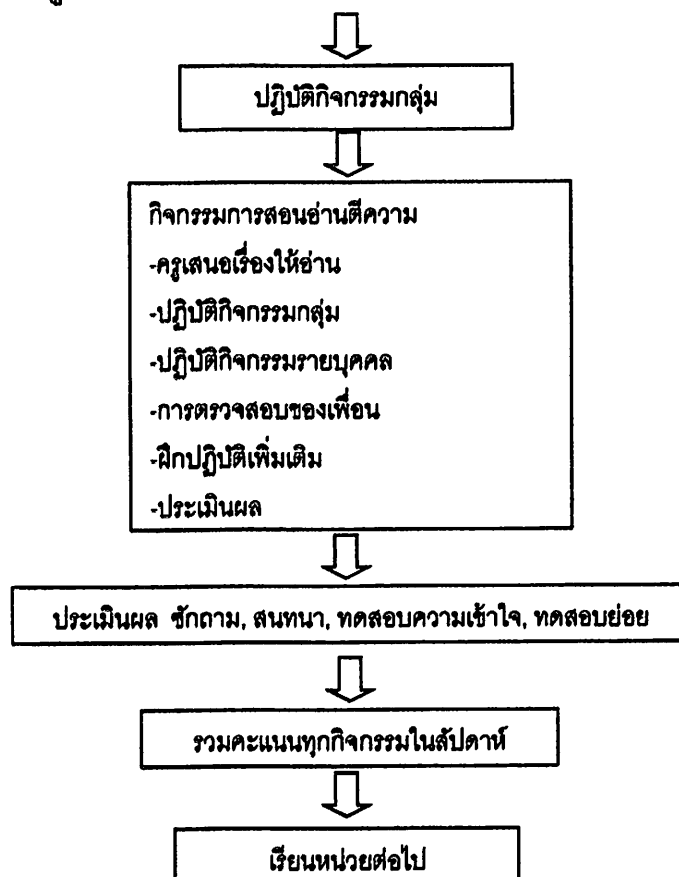 ปฏิบัติกิจกรรมกลุ่ม
กิจกรรมการสอนอ่านตีความ
-ครูเสนอเรื่องให้อ่าน
-ปฏิบัติกิจกรรมกลุ่ม
-ปฏิบัติกิจกรรมรายบุคคล
-การตรวจสอบของเพื่อน
-ฝึกปฏิบัติเพิ่มเติม
-ประเมินผล
ประเมินผล ซักถาม, สนทนา, ทดสอบความเข้าใจ, ทดสอบย่อย
รวมคะแนนทุกกิจกรรมในสัปดาห์
เรียนหน่วยต่อไป